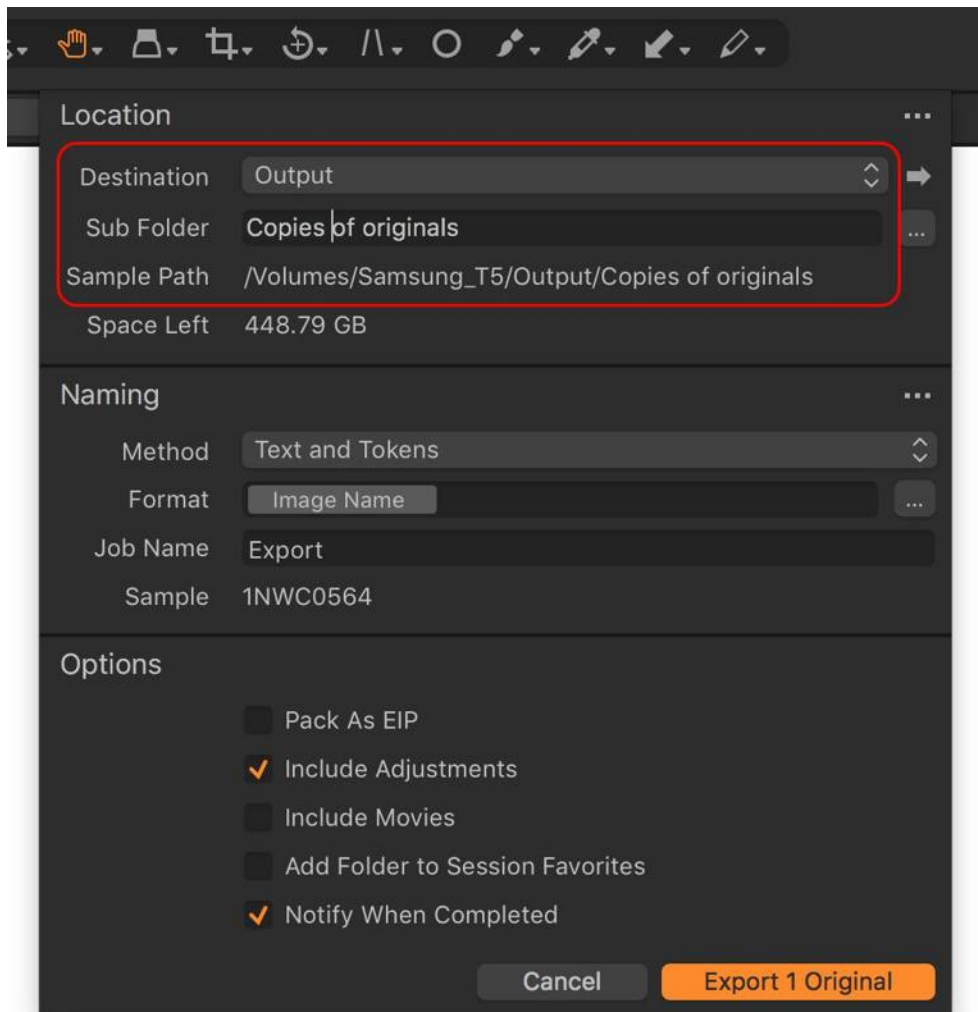 Location
Destination Output
Sub Folder Copies of originals
...
Sample Path /Volumes/Samsung_T5/Output/Copies of originals
Space Left 448.79 GB
Naming
Method Text and Tokens
Format Image Name ...
Job Name Export
Sample 1NWC0564
Options
Pack As EIP
Include Adjustments
Include Movies
Add Folder to Session Favorites
Notify When Completed
Cancel Export 1 Original